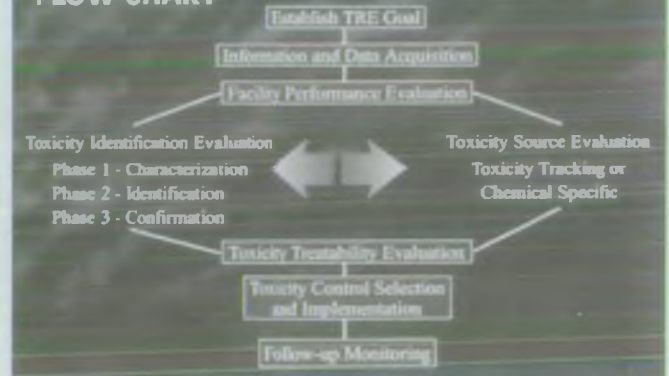 FLOW CHART
Establish TRE Goal
Information and Data Acquisition
Facility Performance Evaluation
Toxicity Identification Evaluation
Phase 1 - Characterization
Phase 2 - Identification
Phase 3 - Confirmation
Toxicity Source Evaluation
Toxicity Tracking or
Chemical Specific
Toxicity Treatability Evaluation
Toxicity Control Selection
and Implementation
Follow-up Monitoring